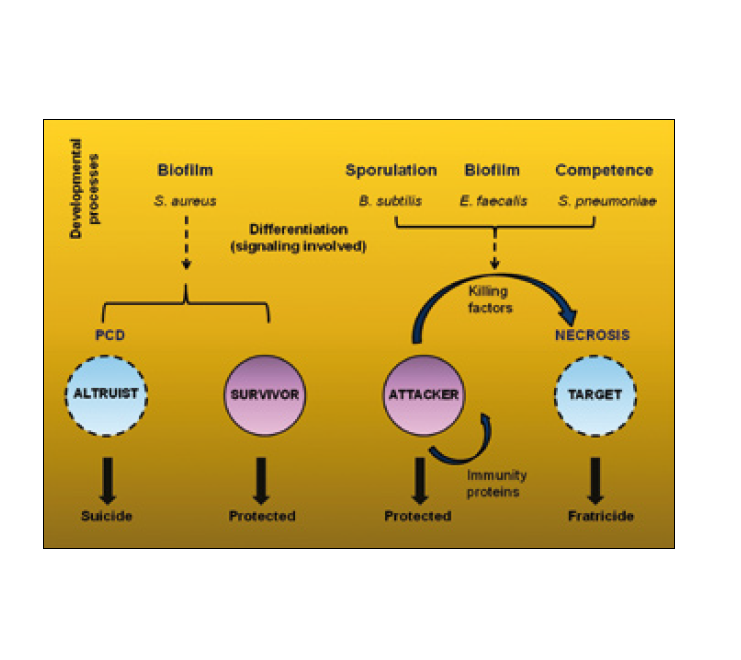 Developmental
processes
Biofilm
S. aureus
Sporulation
B. subtilis
Biofilm
E. faecalis
Competence
S. pneumoniae
Differentiation
(signaling involved)
Killing
factors
PCD
NECROSIS
ALTRUIST
SURVIVOR
ATTACKER
TARGET
Immunity
proteins
Suicide
Protected
Protected
Fratricide